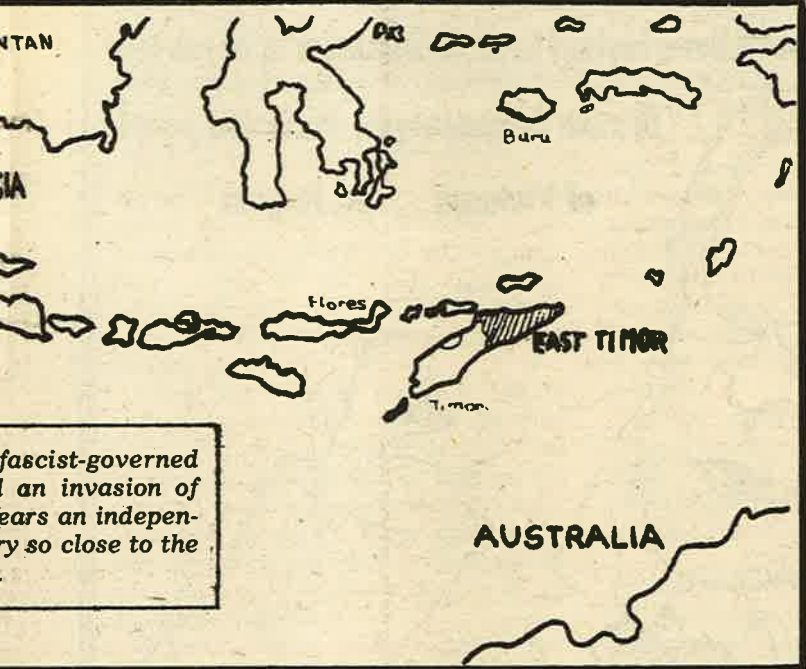 NTAN
Buru
SIA
Flores
EAST TIMOR
Timor.
fascist-governed
an invasion of
ears an indepen-
ry so close to the
AUSTRALIA